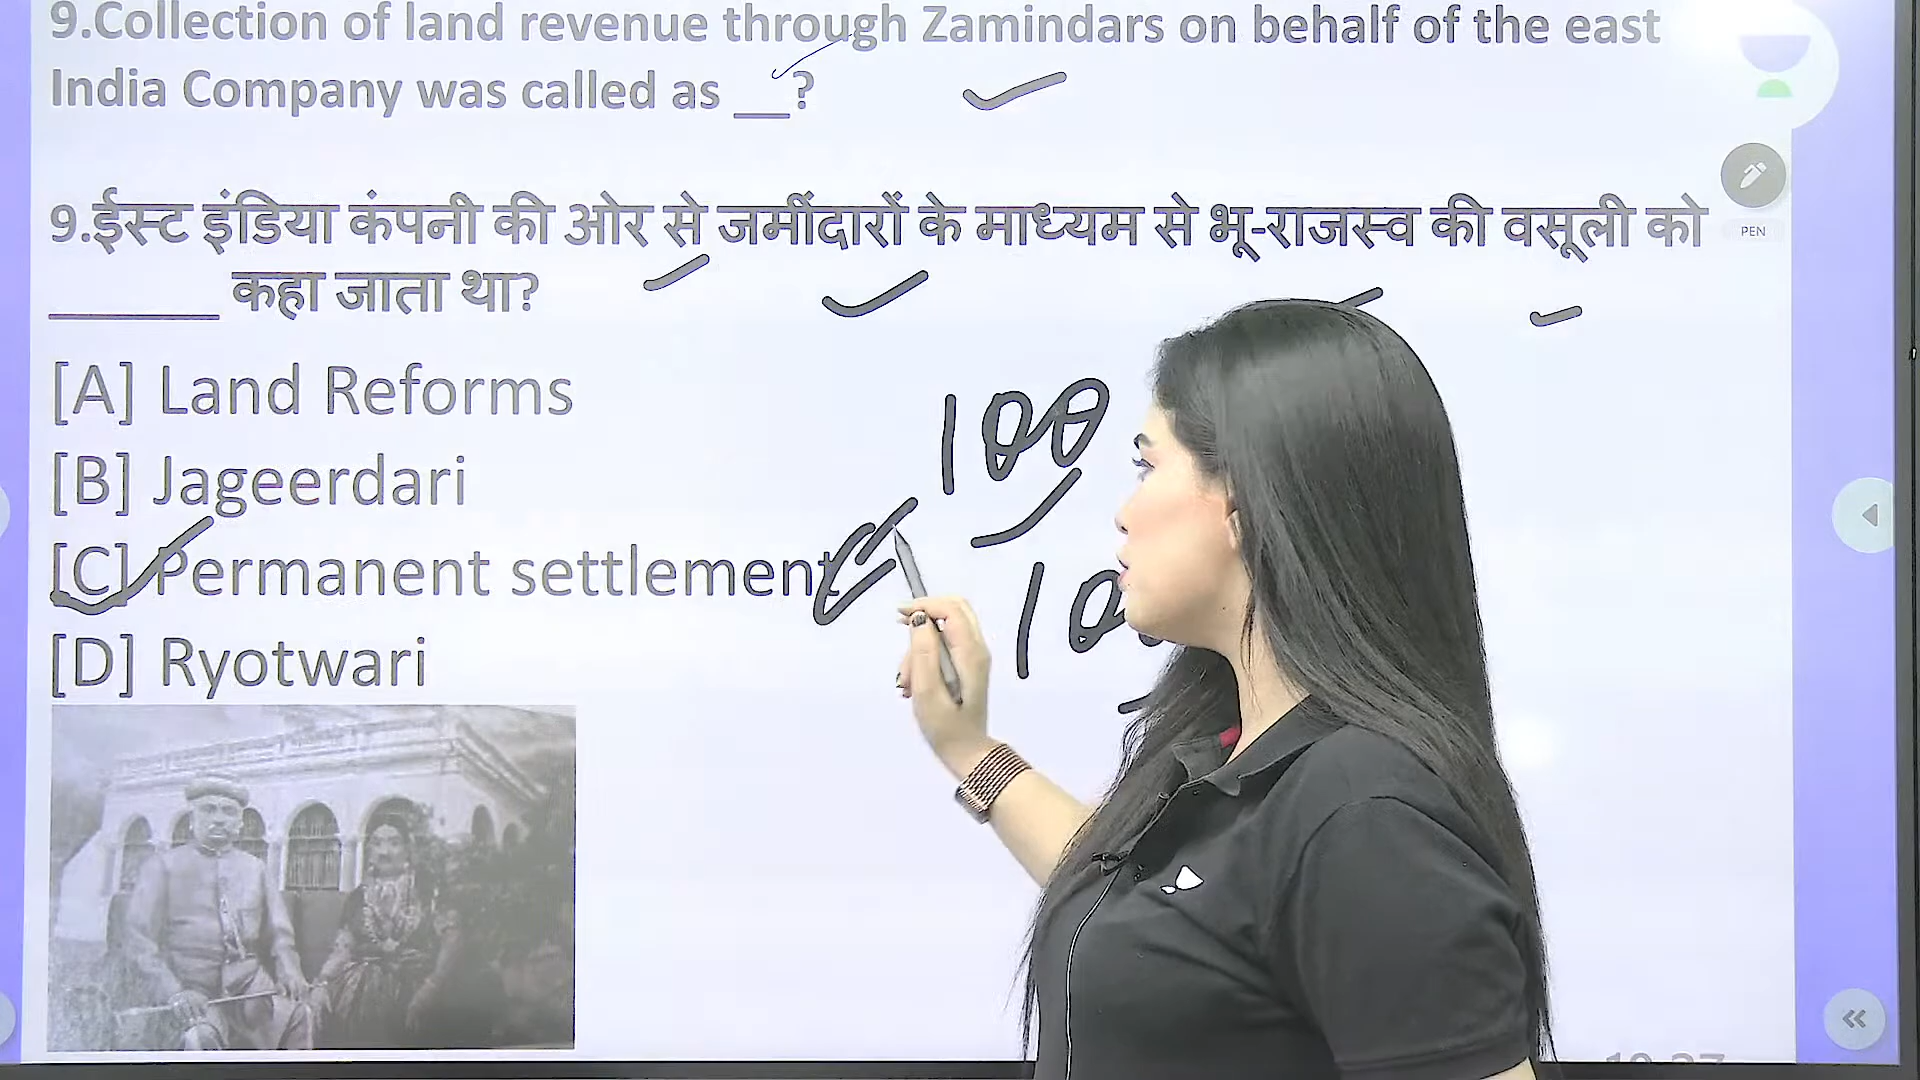 9.Collection of land revenue through Zamindars on behalf of the east
India Company was called as __?
9.ईस्ट इंडिया कंपनी की ओर से जमींदारों के माध्यम से भू-राजस्व की वसूली को
______ कहा जाता था?
PEN
[A] Land Reforms
100
[B] Jageerdari
[C] Permanent settlement
[D] Ryotwari